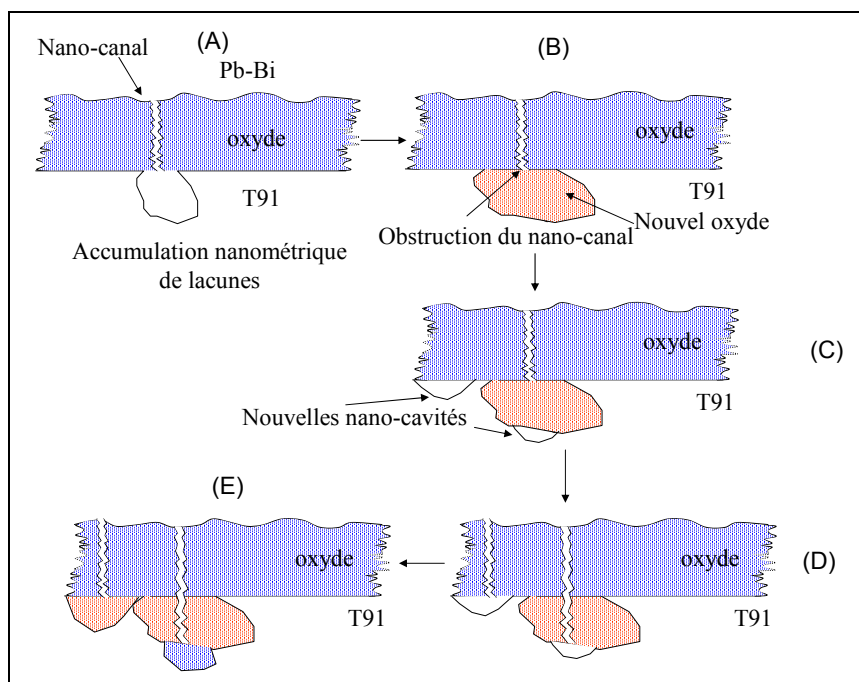 (A)
Nano-canal
Pb-Bi
oxyde
T91
Accumulation nanométrique
de lacunes
(B)
oxyde
T91
Nouvel oxyde
Obstruction du nano-canal
(C)
oxyde
T91
Nouvelles nano-cavités
(D)
oxyde
T91
(E)
oxyde
T91